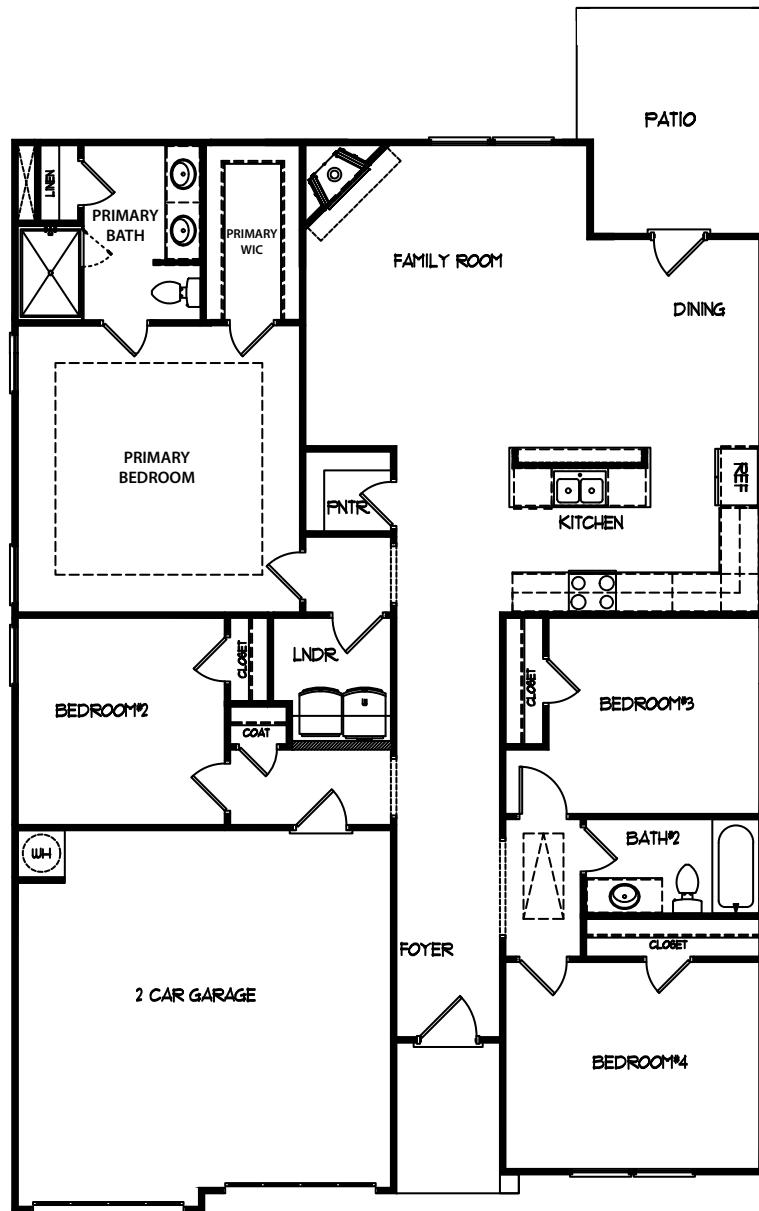 PATIO
LINEN
PRIMARY
BATH
PRIMARY
WIC
FAMILY ROOM
DINING
PRIMARY
BEDROOM
PNTR
REF
KITCHEN
LNDR
CLOSET
BEDROOM#2
COAT
CLOSET
BEDROOM#3
WH
BATH#2
CLOSET
FOYER
2 CAR GARAGE
BEDROOM#4